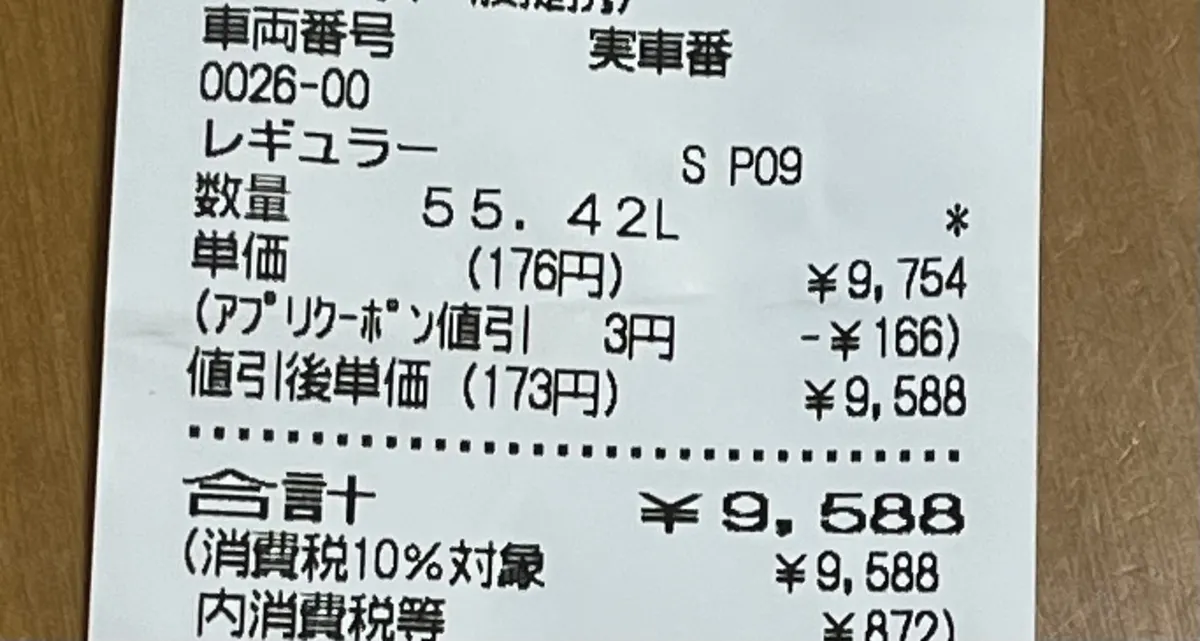 車両番号 実車番
0026-00
レギュラー S P09
数量 55.42L *
単価 (176円) ¥9,754
(アプリクーポン値引 3円 -¥166)
値引後単価 (173円) ¥9,588
合計 ¥9,588
(消費税10%対象 ¥9,588
内消費税等 ¥872)